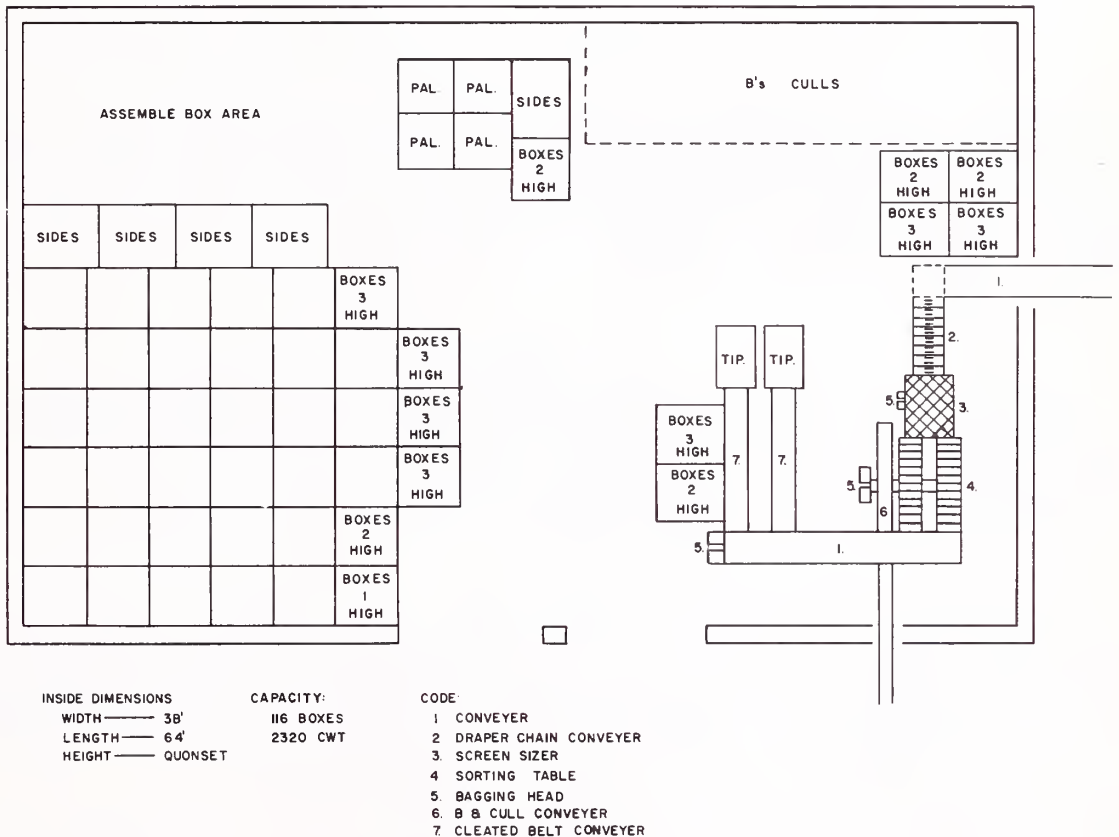 ASSEMBLE BOX AREA
PAL.
PAL.
SIDES
B's CULLS
PAL.
PAL.
BOXES
2
HIGH
BOXES
2
HIGH
BOXES
2
HIGH
BOXES
3
HIGH
BOXES
3
HIGH
SIDES
SIDES
SIDES
SIDES
BOXES
3
HIGH
1.
BOXES
3
HIGH
TIP.
TIP.
2.
BOXES
3
HIGH
5.
3.
BOXES
3
HIGH
BOXES
3
HIGH
BOXES
2
HIGH
7.
7.
5.
6
4.
BOXES
2
HIGH
5.
1.
BOXES
1
HIGH
INSIDE DIMENSIONS
WIDTH 38'
LENGTH 64'
HEIGHT QUONSET
CAPACITY:
116 BOXES
2320 CWT
CODE:
1 CONVEYER
2 DRAPER CHAIN CONVEYER
3. SCREEN SIZER
4 SORTING TABLE
5. BAGGING HEAD
6. B & CULL CONVEYER
7. CLEATED BELT CONVEYER